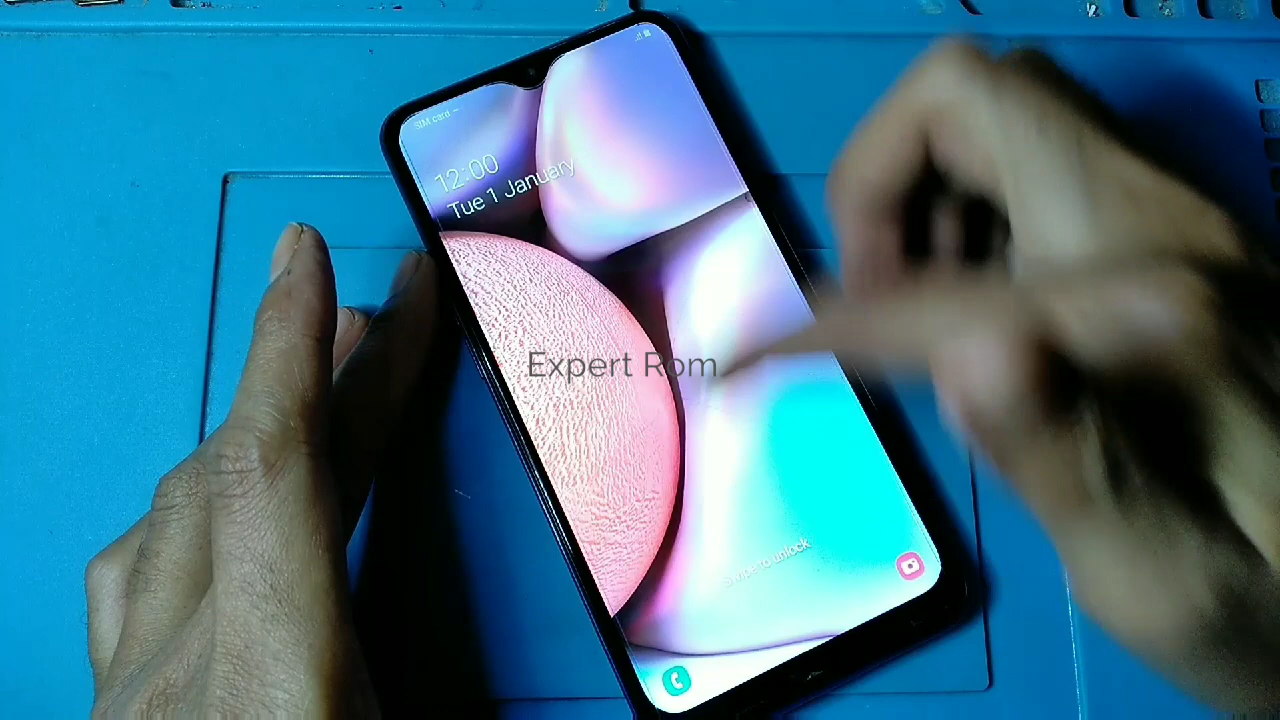 SIM card –
12:00
Tue 1 January
Expert Rom
Swipe to unlock